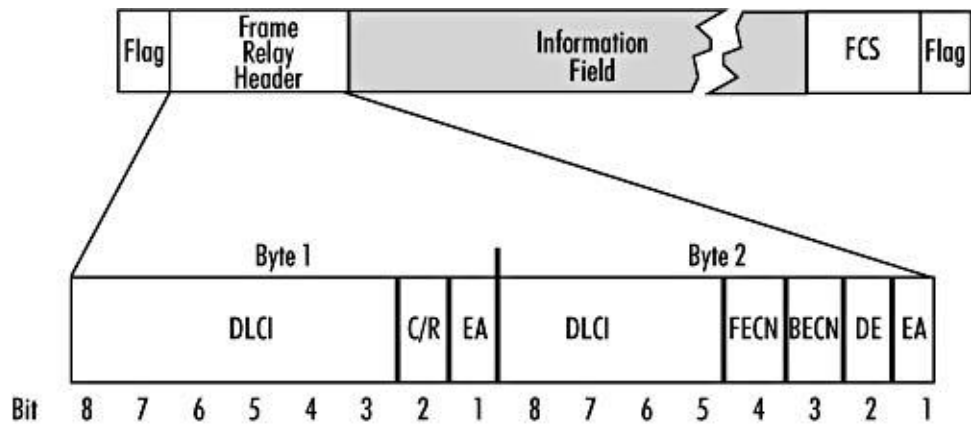 Flag
Frame
Relay
Header
Information
Field
FCS
Flag
Byte 1 Byte 2
DLCI C/R EA DLCI FECN BECN DE EA
Bit 8 7 6 5 4 3 2 1 8 7 6 5 4 3 2 1